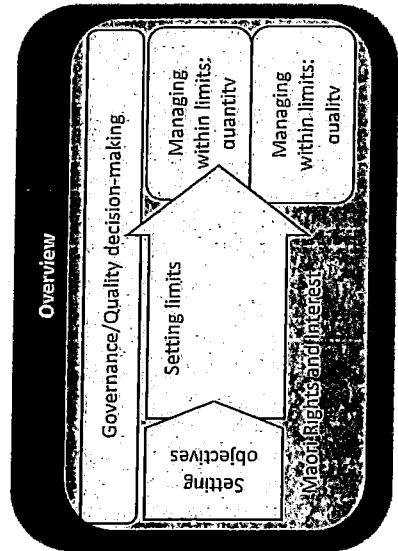 Overview
Governance/Quality decision-making
Setting
objectives
Setting limits
Managing
within limits:
quantity
Managing
within limits:
quality
Maori Rights and Interest